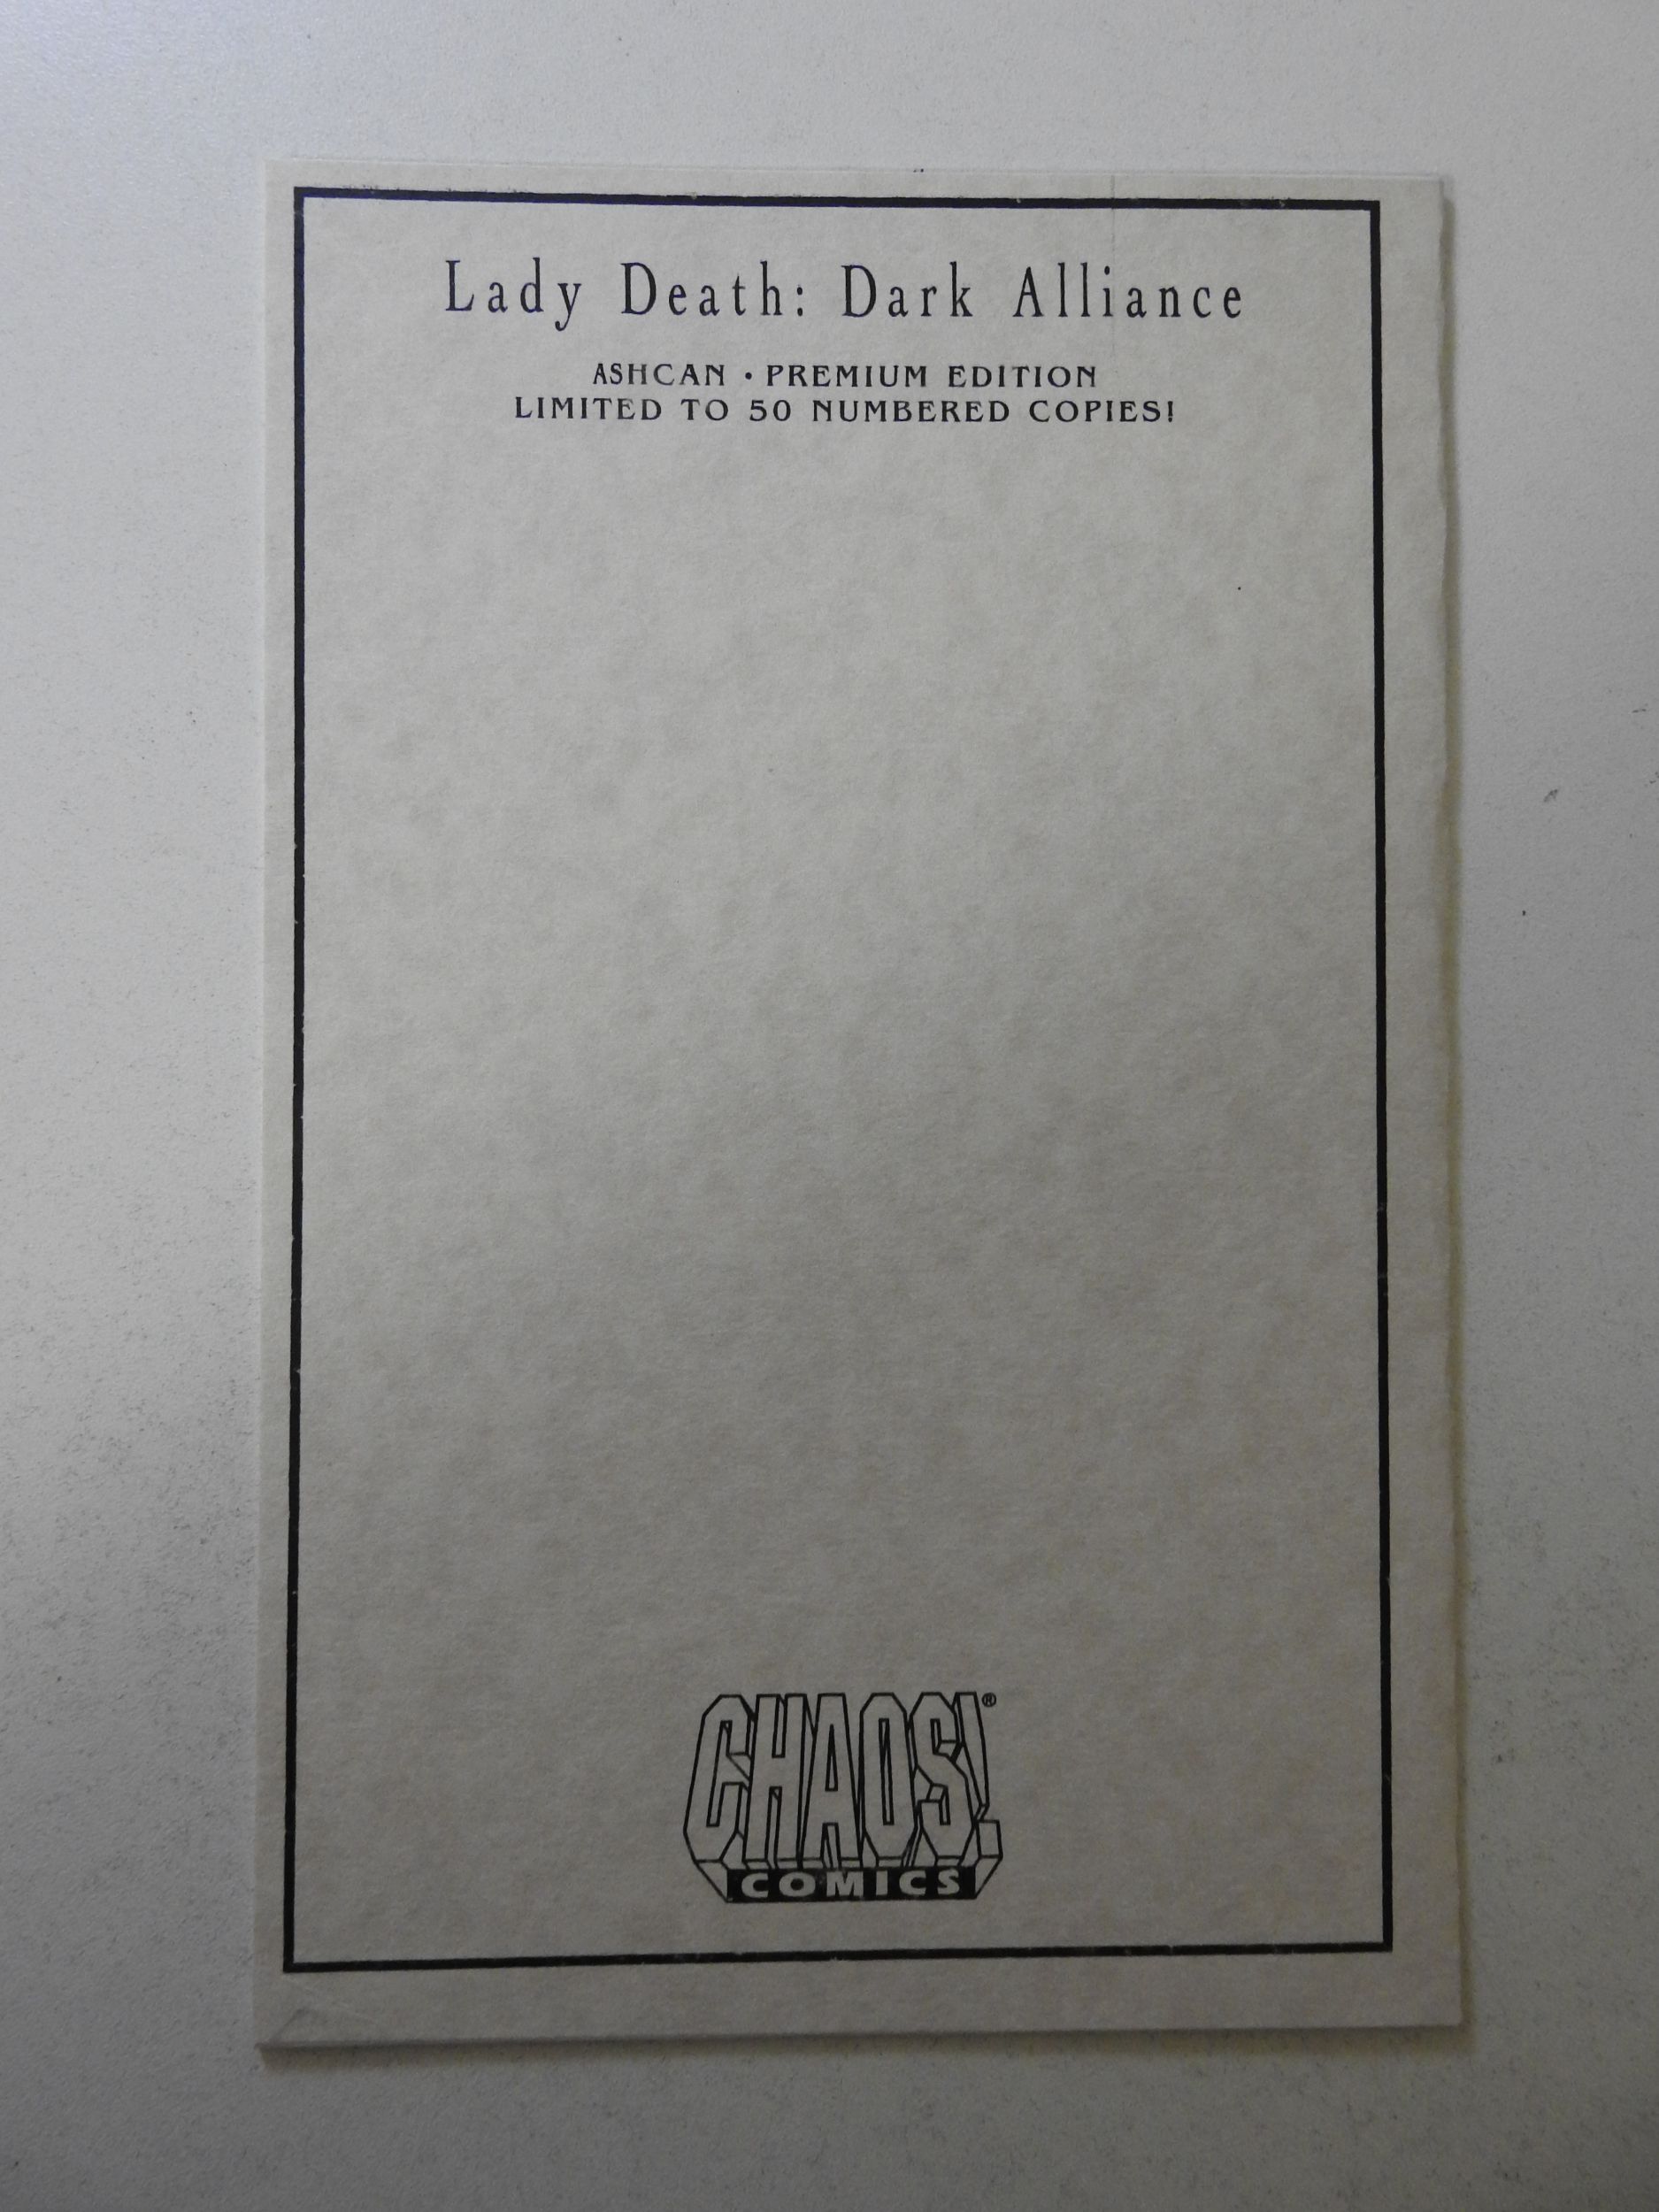 Lady Death: Dark Alliance
ASHCAN • PREMIUM EDITION
LIMITED TO 50 NUMBERED COPIES!
CHAOS!®
COMICS